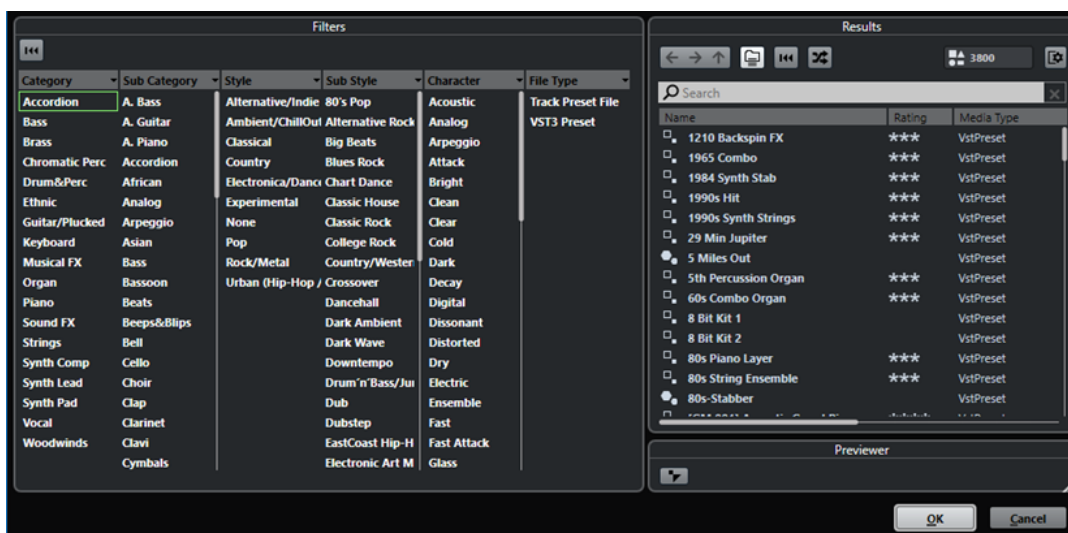 Filters
Category Sub Category Style Sub Style Character File Type
Accordion A. Bass Alternative/Indie 80's Pop Acoustic Track Preset File
Bass A. Guitar Ambient/ChillOut Alternative Rock Analog VST3 Preset
Brass A. Piano Classical Big Beats Arpeggio
Chromatic Perc Accordion Country Blues Rock Attack
Drum&Perc African Electronica/Danc Chart Dance Bright
Ethnic Analog Experimental Classic House Clean
Guitar/Plucked Arpeggio None Classic Rock Clear
Keyboard Asian Pop College Rock Cold
Musical FX Bass Rock/Metal Country/Wester Dark
Organ Bassoon Urban (Hip-Hop / Crossover Decay
Piano Beats Dancehall Digital
Sound FX Beeps&Blips Dark Ambient Dissonant
Strings Bell Dark Wave Distorted
Synth Comp Cello Downtempo Dry
Synth Lead Choir Drum´n´Bass/Ju Electric
Synth Pad Clap Dub Ensemble
Vocal Clarinet Dubstep Fast
Woodwinds Clavi EastCoast Hip-H Fast Attack
Cymbals Electronic Art M Glass
Results
3800
Search
Name Rating Media Type
1210 Backspin FX *** VstPreset
1965 Combo *** VstPreset
1984 Synth Stab *** VstPreset
1990s Hit *** VstPreset
1990s Synth Strings *** VstPreset
29 Min Jupiter *** VstPreset
5 Miles Out VstPreset
5th Percussion Organ *** VstPreset
60s Combo Organ *** VstPreset
8 Bit Kit 1 VstPreset
8 Bit Kit 2 VstPreset
80s Piano Layer *** VstPreset
80s String Ensemble *** VstPreset
80s-Stabber VstPreset
Previewer
OK Cancel